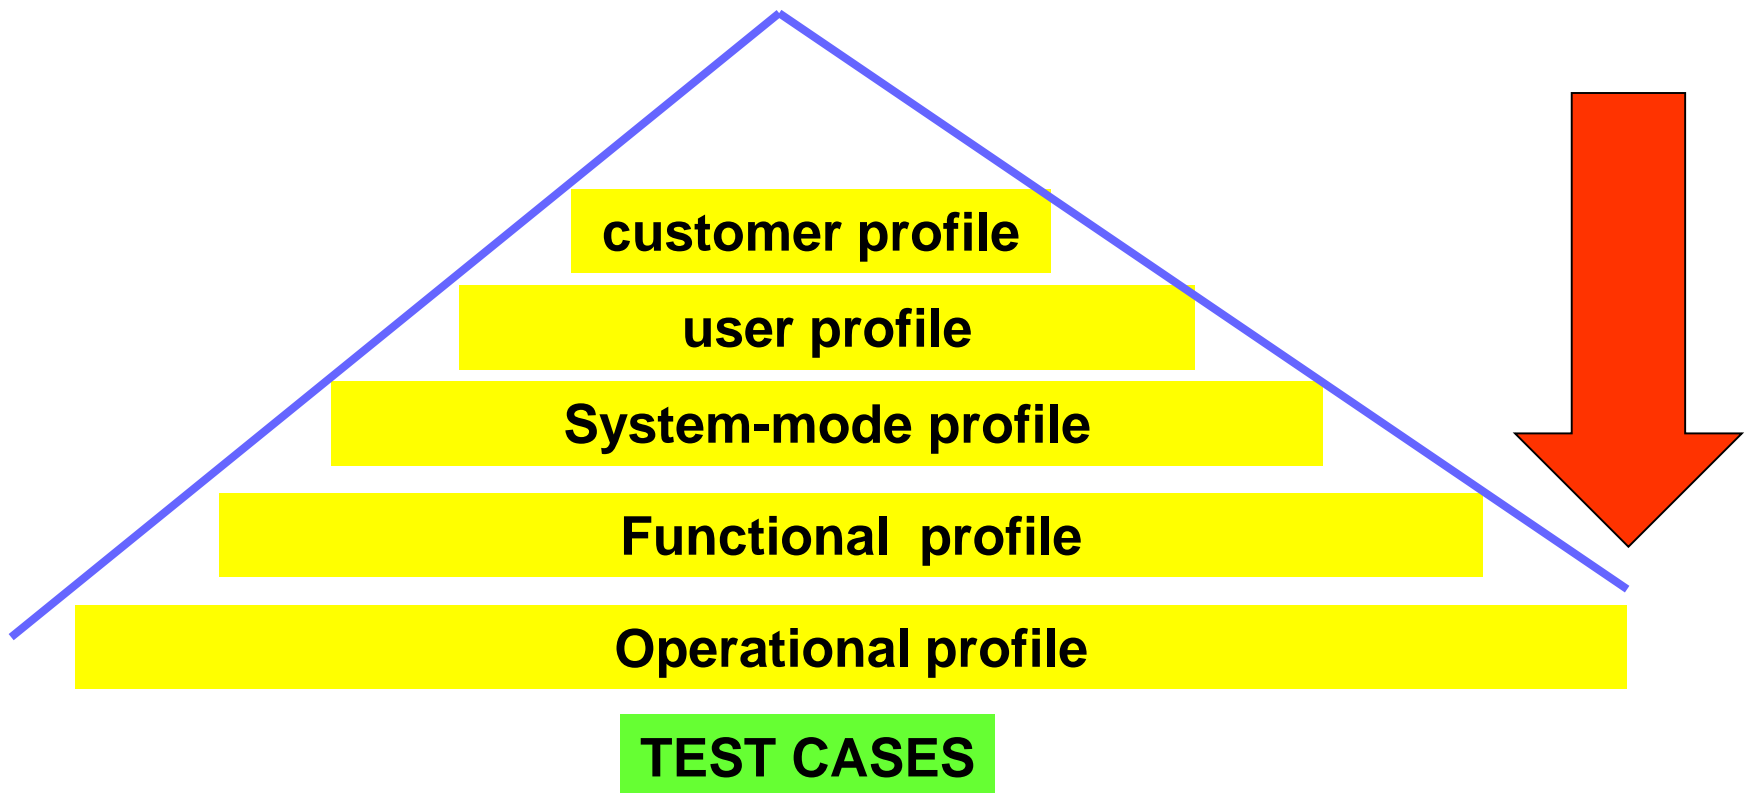 customer profile
user profile
System-mode profile
Functional  profile
Operational profile
TEST CASES